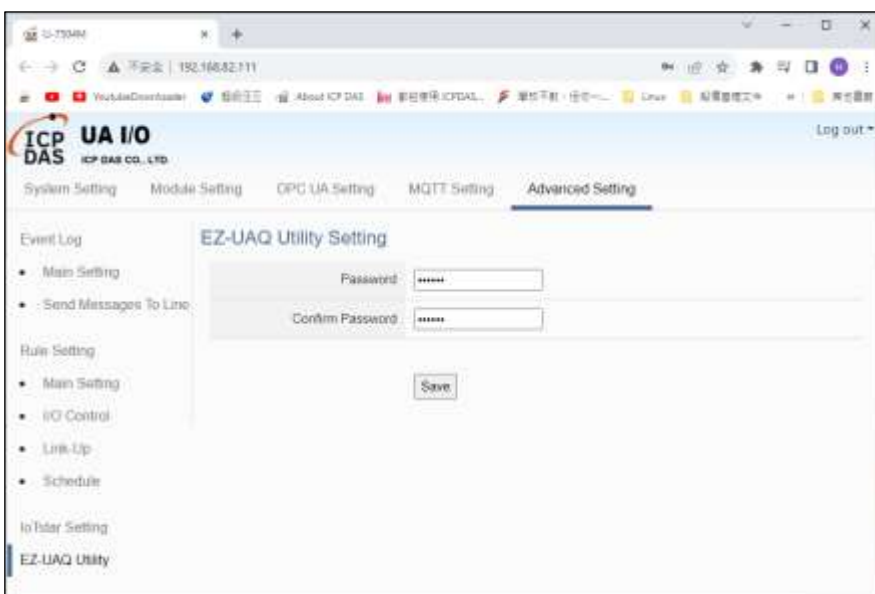 U-7504M
不安全 | 192.168.82.111
YoutubeDownloader About ICP DAS Linux
ICP DAS UA I/O
ICP DAS CO., LTD.
Log out
System Setting Module Setting OPC UA Setting MQTT Setting Advanced Setting
Event Log
Main Setting
Send Messages To Line
Rule Setting
Main Setting
I/O Control
Link-Up
Schedule
IoTstar Setting
EZ-UAQ Utility
EZ-UAQ Utility Setting
Password ••••••
Confirm Password ••••••
Save